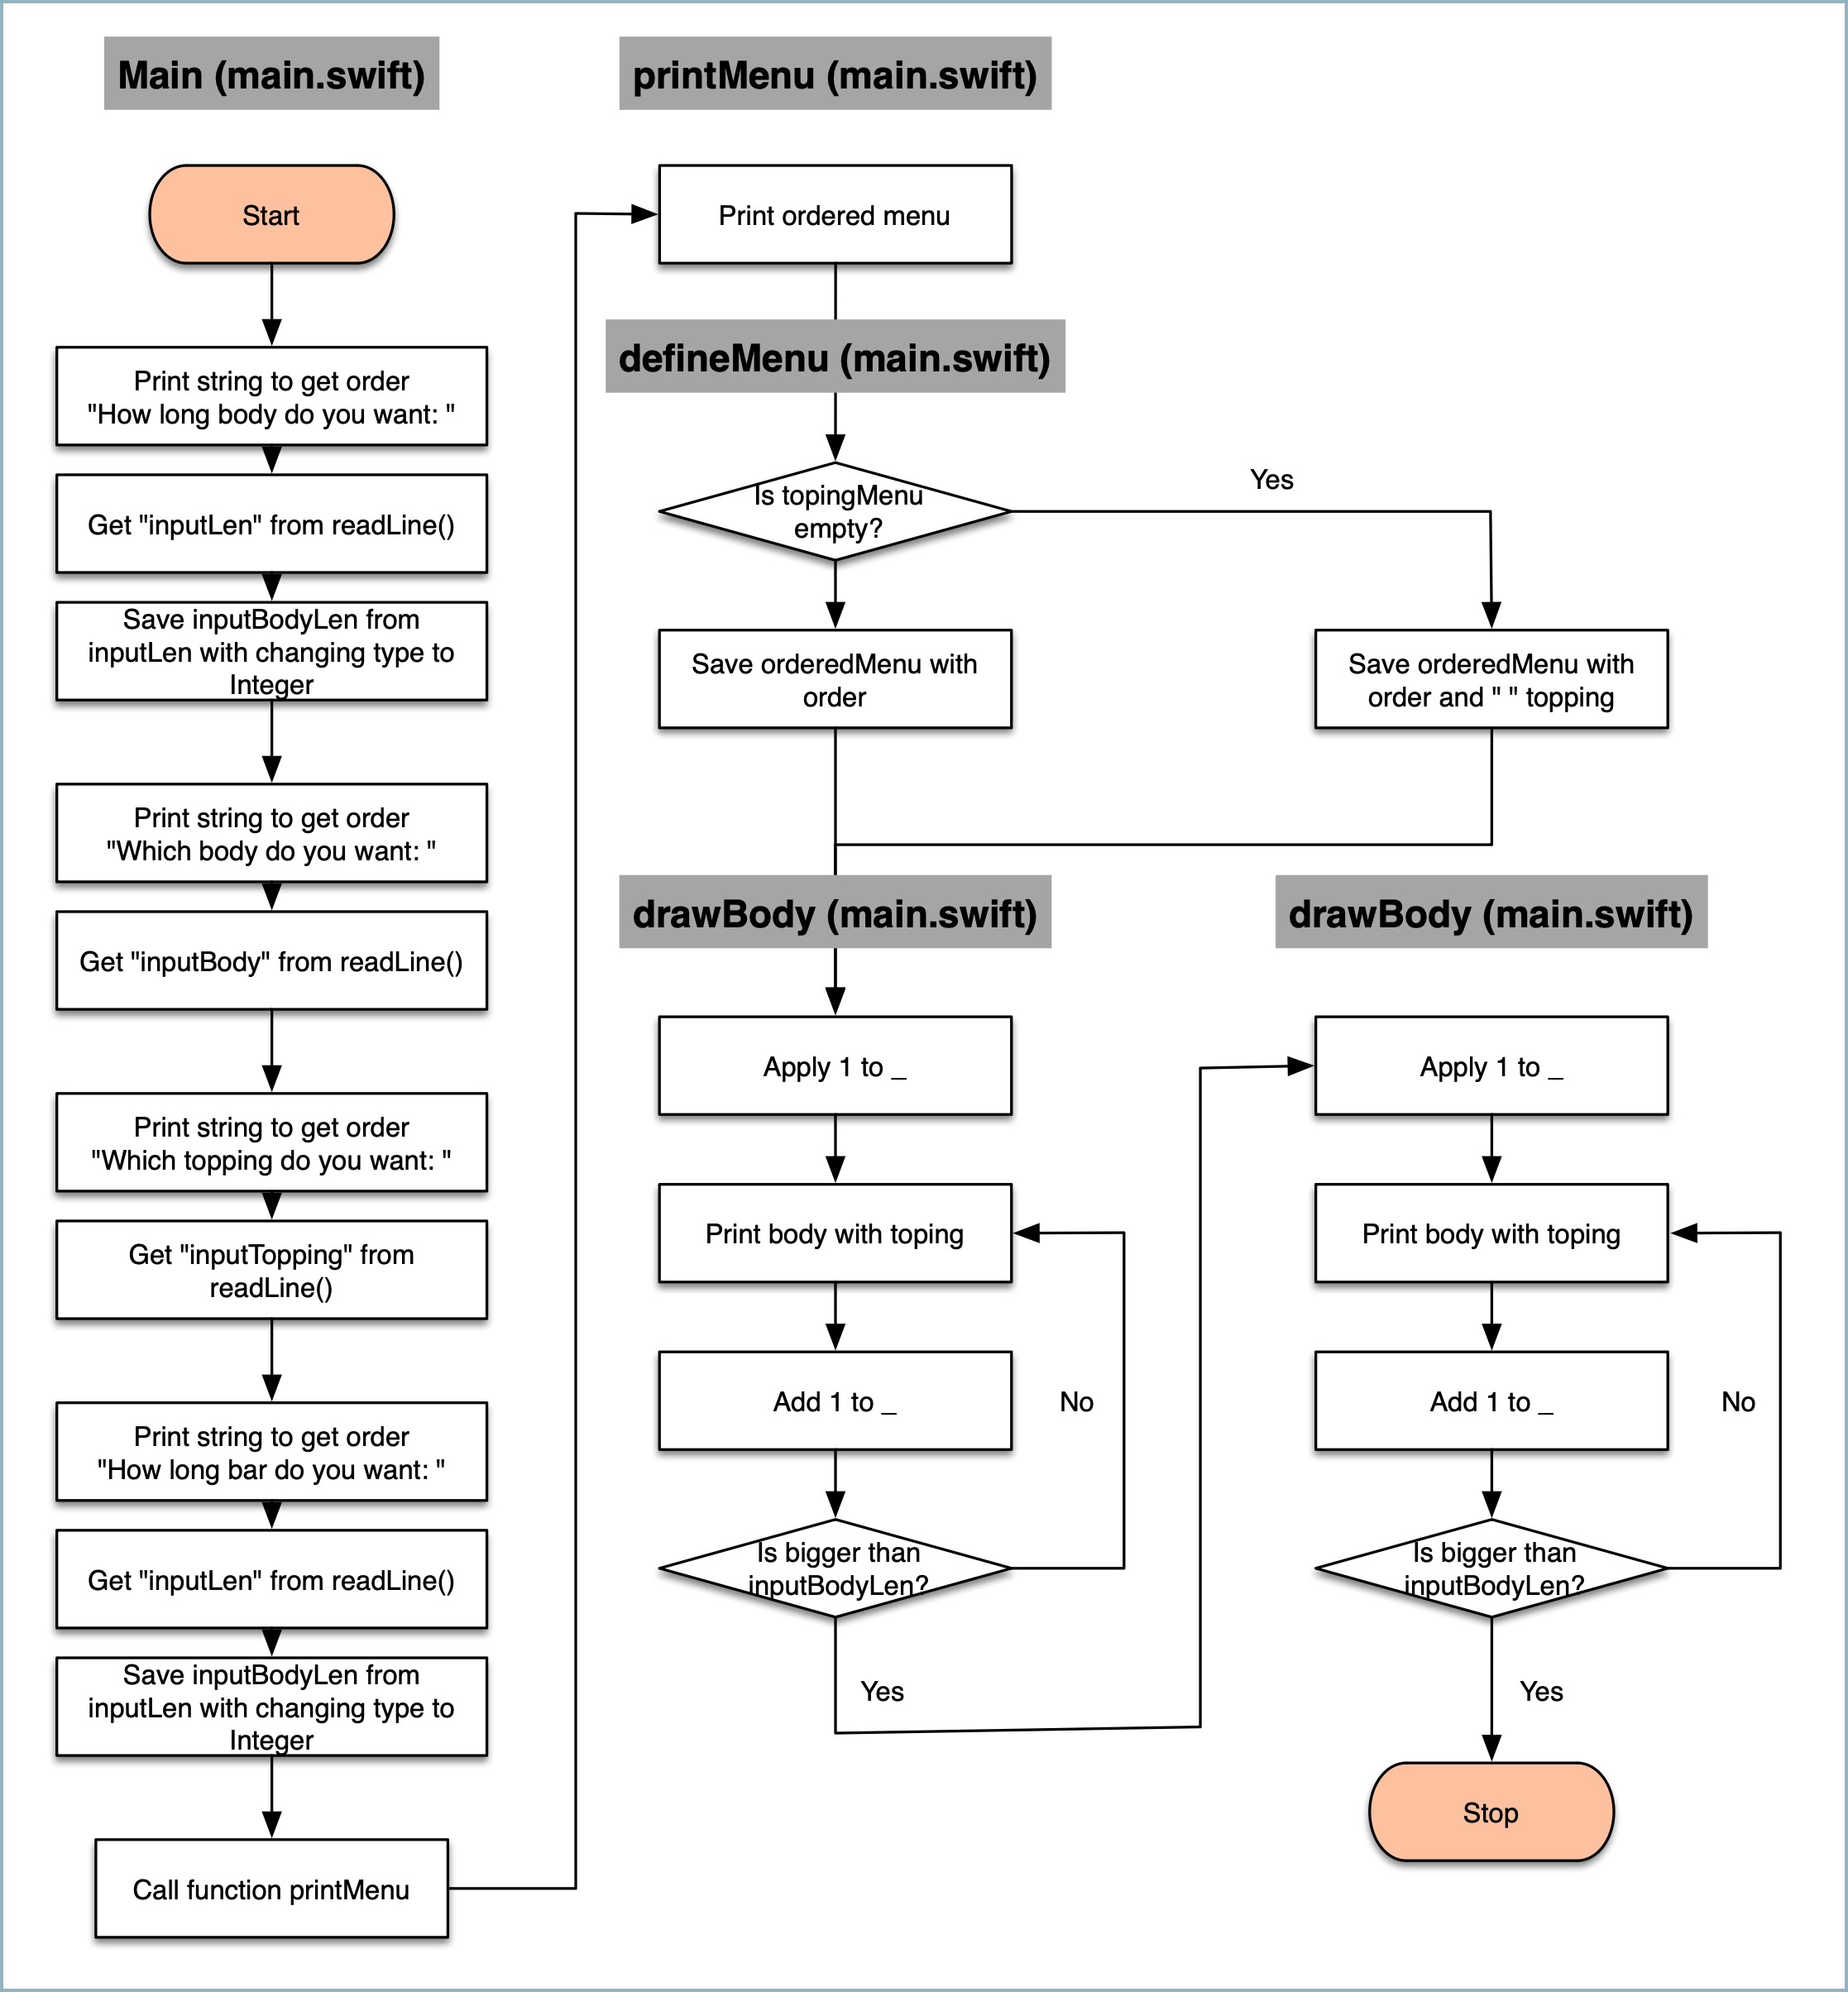 Main (main.swift)
Start
Print string to get order
"How long body do you want: "
Get "inputLen" from readLine()
Save inputBodyLen from
inputLen with changing type to
Integer
Print string to get order
"Which body do you want: "
Get "inputBody" from readLine()
Print string to get order
"Which topping do you want: "
Get "inputTopping" from
readLine()
Print string to get order
"How long bar do you want: "
Get "inputLen" from readLine()
Save inputBodyLen from
inputLen with changing type to
Integer
Call function printMenu
printMenu (main.swift)
Print ordered menu
defineMenu (main.swift)
Is topingMenu
empty?
Yes
Save orderedMenu with
order
Save orderedMenu with
order and " " topping
drawBody (main.swift)
Apply 1 to _
Print body with toping
Add 1 to _
No
Is bigger than
inputBodyLen?
Yes
drawBody (main.swift)
Apply 1 to _
Print body with toping
Add 1 to _
No
Is bigger than
inputBodyLen?
Yes
Stop